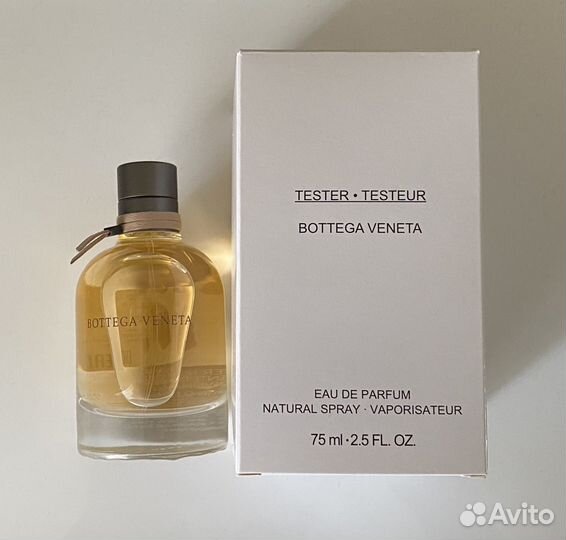 TESTER • TESTEUR
BOTTEGA VENETA
BOTTEGA VENETA
EAU DE PARFUM
NATURAL SPRAY · VAPORISATEUR
75 ml • 2.5 FL. OZ.
Avito